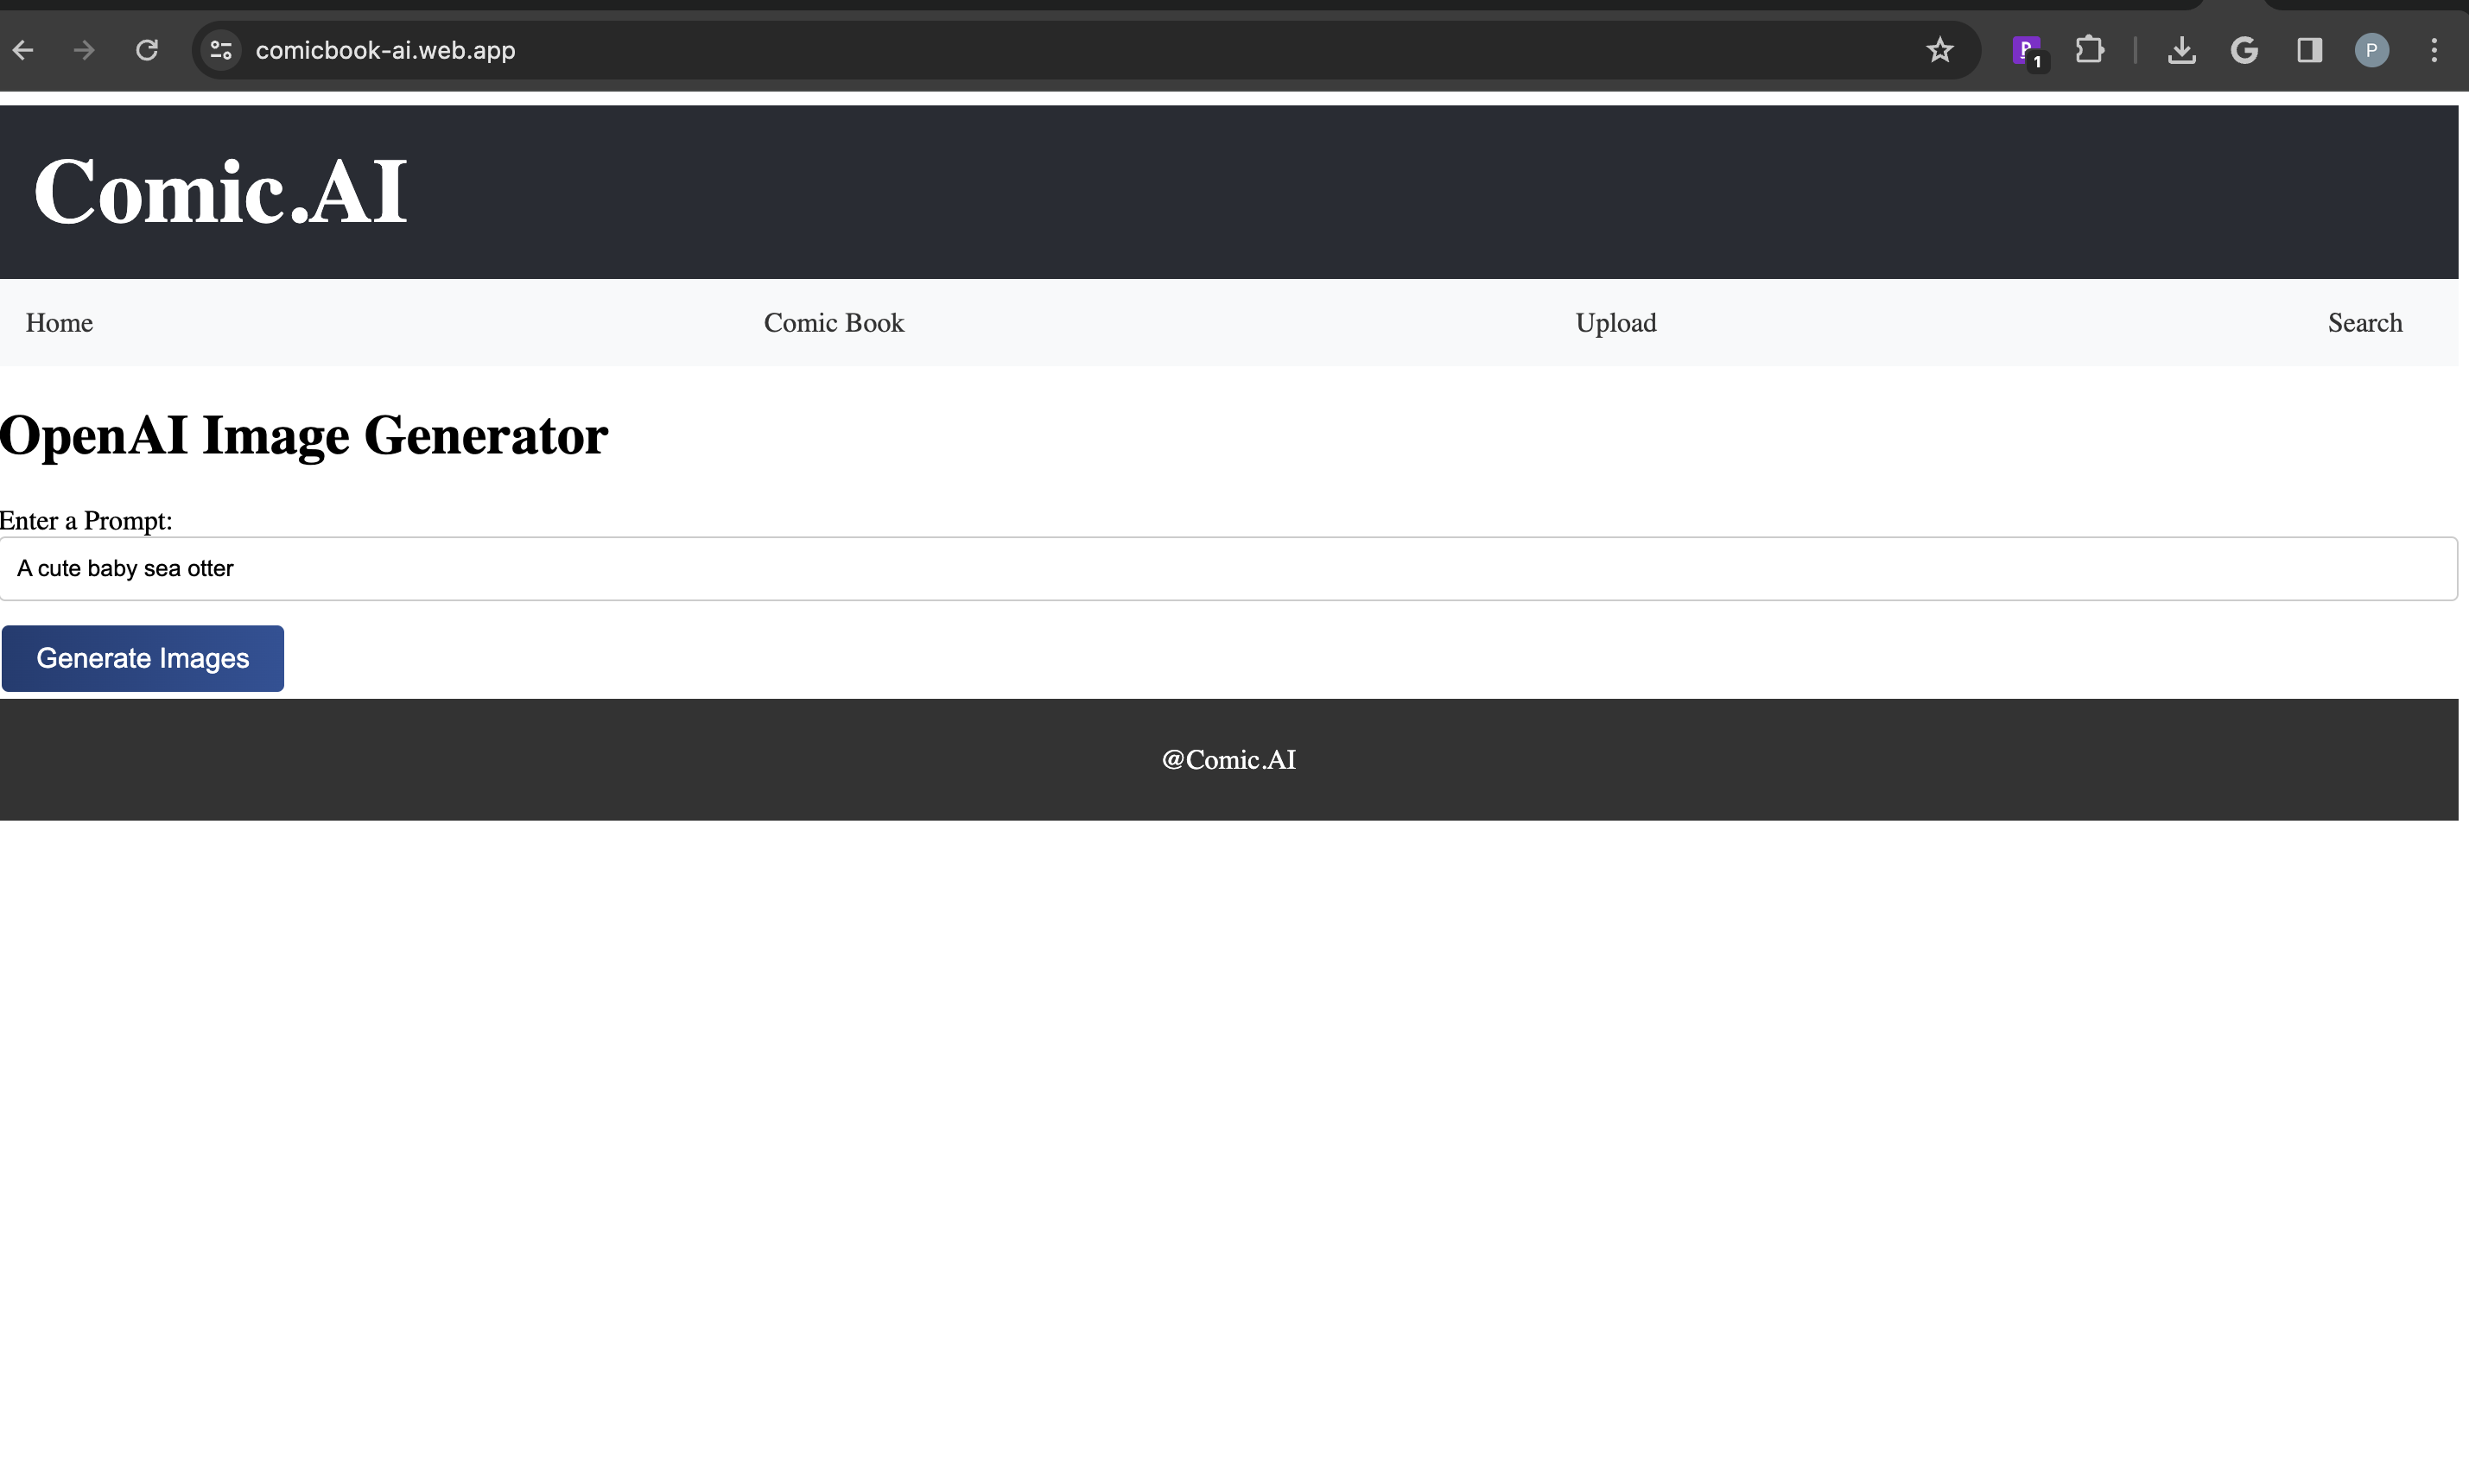 comicbook-ai.web.app
1
P
Comic.AI
Home Comic Book Upload Search
OpenAI Image Generator
Enter a Prompt:
A cute baby sea otter
Generate Images
@Comic.AI